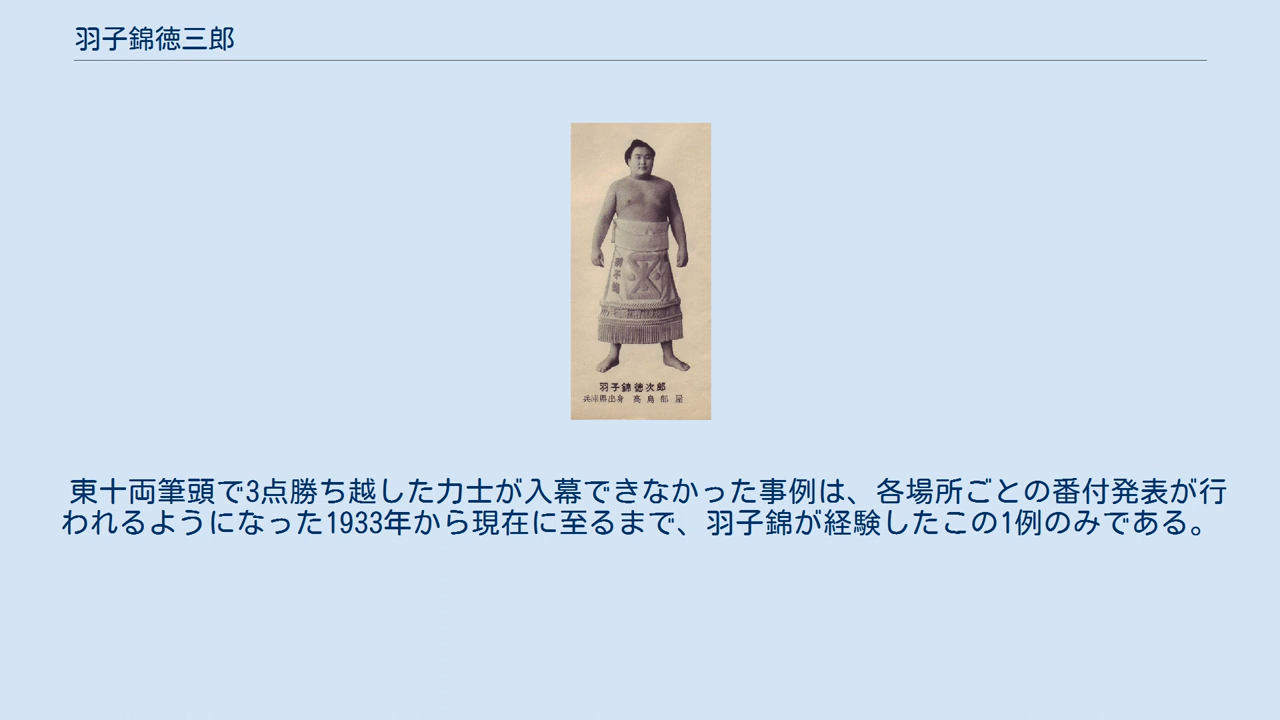 羽子錦徳三郎
羽子錦
羽子錦徳次郎
兵庫縣出身 高島部屋
東十両筆頭で3点勝ち越した力士が入幕できなかった事例は、各場所ごとの番付発表が行
われるようになった1933年から現在に至るまで、羽子錦が経験したこの1例のみである。